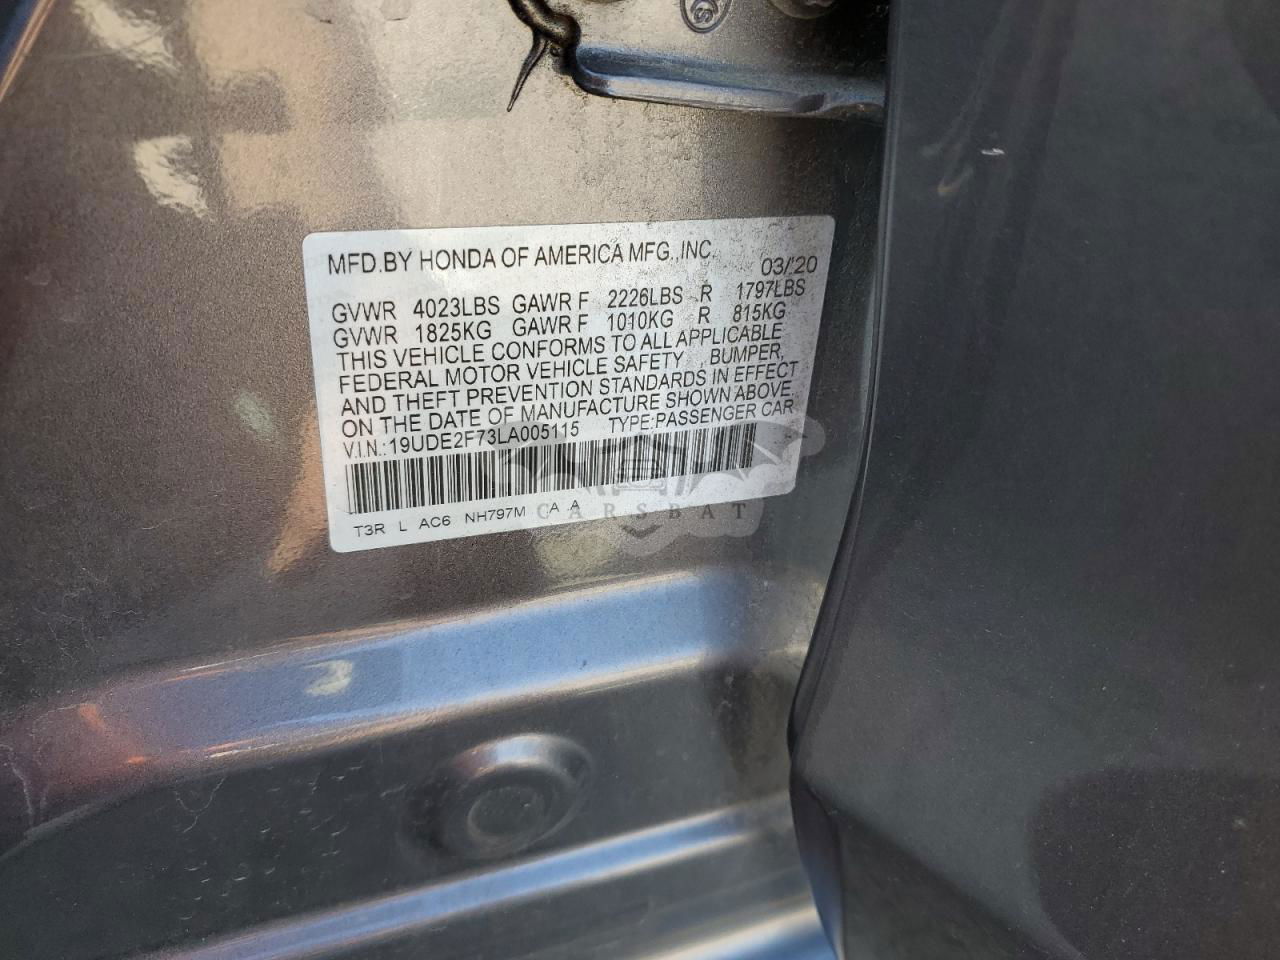 MFD.BY HONDA OF AMERICA MFG.,INC.
03/'20
GVWR 4023LBS GAWR F 2226LBS R 1797LBS
GVWR 1825KG GAWR F 1010KG R 815KG
THIS VEHICLE CONFORMS TO ALL APPLICABLE
FEDERAL MOTOR VEHICLE SAFETY BUMPER,
AND THEFT PREVENTION STANDARDS IN EFFECT
ON THE DATE OF MANUFACTURE SHOWN ABOVE.
V.I.N.:19UDE2F73LA005115 TYPE:PASSENGER CAR
CARSBAT
T3R L AC6 NH797M A A